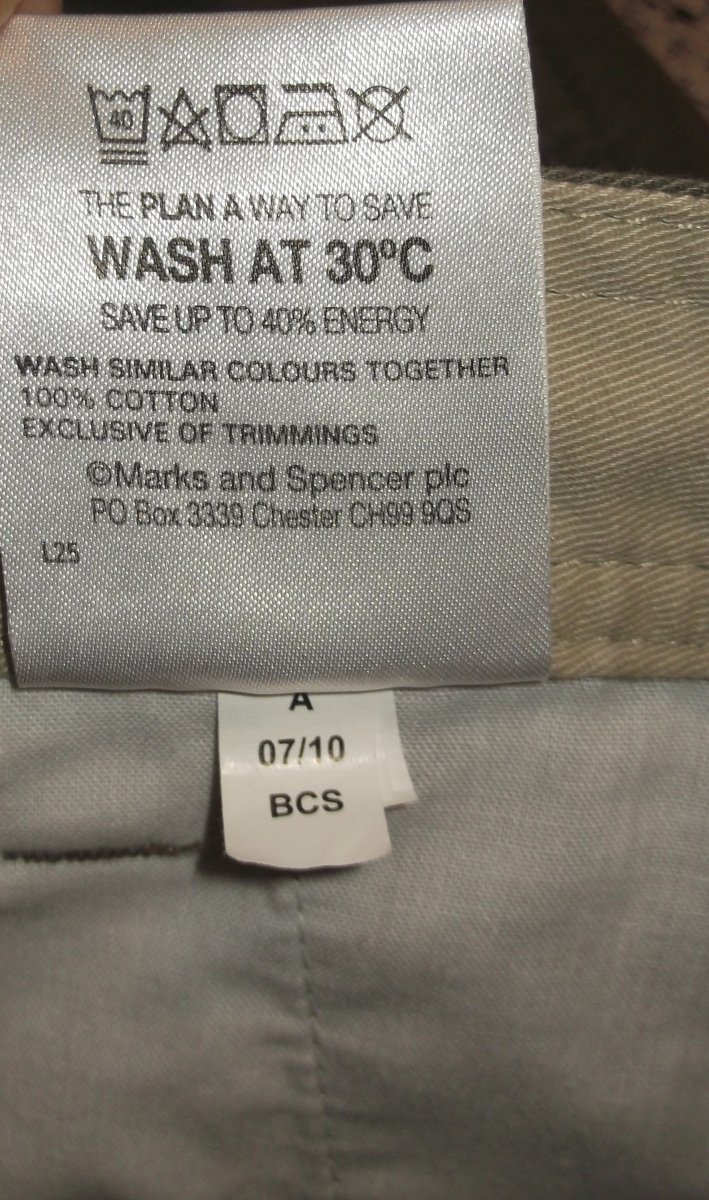 40
THE PLAN A WAY TO SAVE
WASH AT 30ºC
SAVE UP TO 40% ENERGY
WASH SIMILAR COLOURS TOGETHER
100% COTTON
EXCLUSIVE OF TRIMMINGS
©Marks and Spencer plc
PO Box 3339 Chester CH99 9QS
L25
A
07/10
BCS